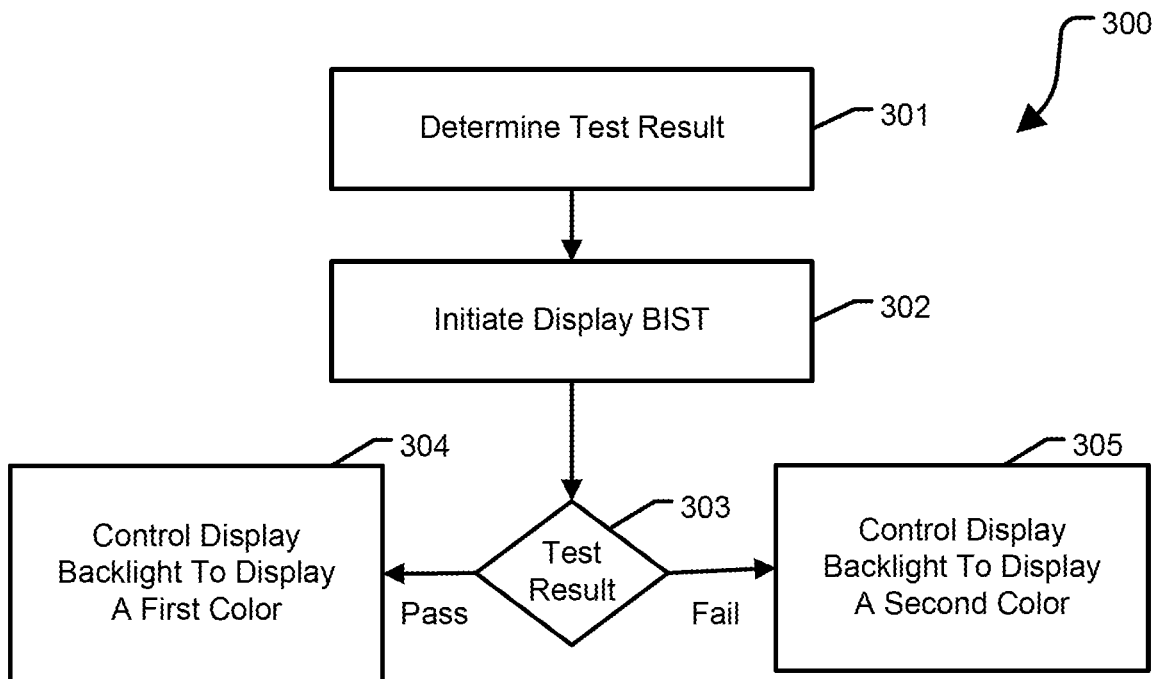 300
Determine Test Result
301
Initiate Display BIST
302
304
Control Display
Backlight To Display
A First Color
303
Test
Result
Pass
Fail
305
Control Display
Backlight To Display
A Second Color